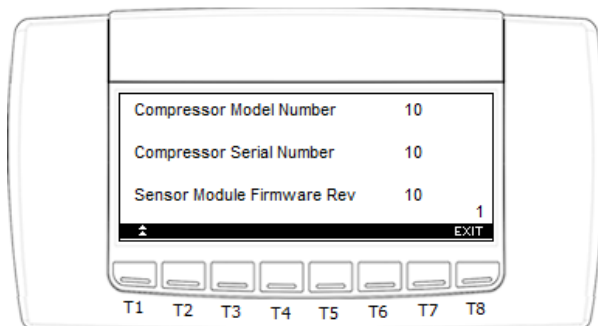 Compressor Model Number 10
Compressor Serial Number 10
Sensor Module Firmware Rev 10
1
EXIT
T1 T2 T3 T4 T5 T6 T7 T8